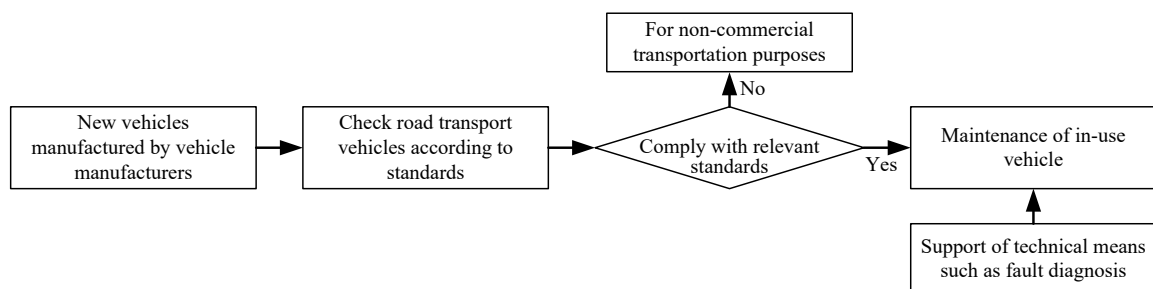 For non-commercial
transportation purposes
No
New vehicles
manufactured by vehicle
manufacturers
Check road transport
vehicles according to
standards
Comply with relevant
standards
Yes
Maintenance of in-use
vehicle
Support of technical means
such as fault diagnosis